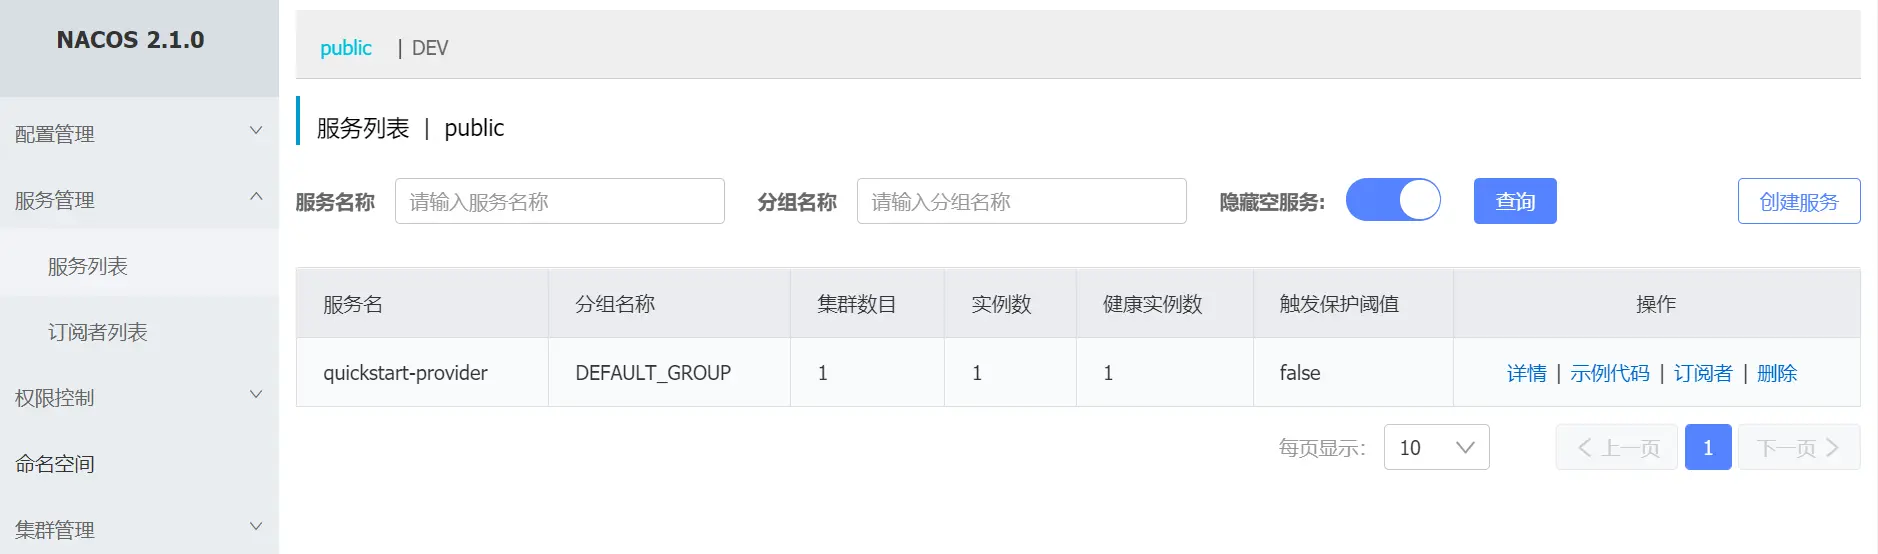 NACOS 2.1.0
配置管理
服务管理
服务列表
订阅者列表
权限控制
命名空间
集群管理
public | DEV
服务列表 | public
服务名称 请输入服务名称 分组名称 请输入分组名称 隐藏空服务: 查询 创建服务
服务名 分组名称 集群数目 实例数 健康实例数 触发保护阈值 操作
quickstart-provider DEFAULT_GROUP 1 1 1 false 详情 | 示例代码 | 订阅者 | 删除
每页显示: 10 上一页 1 下一页